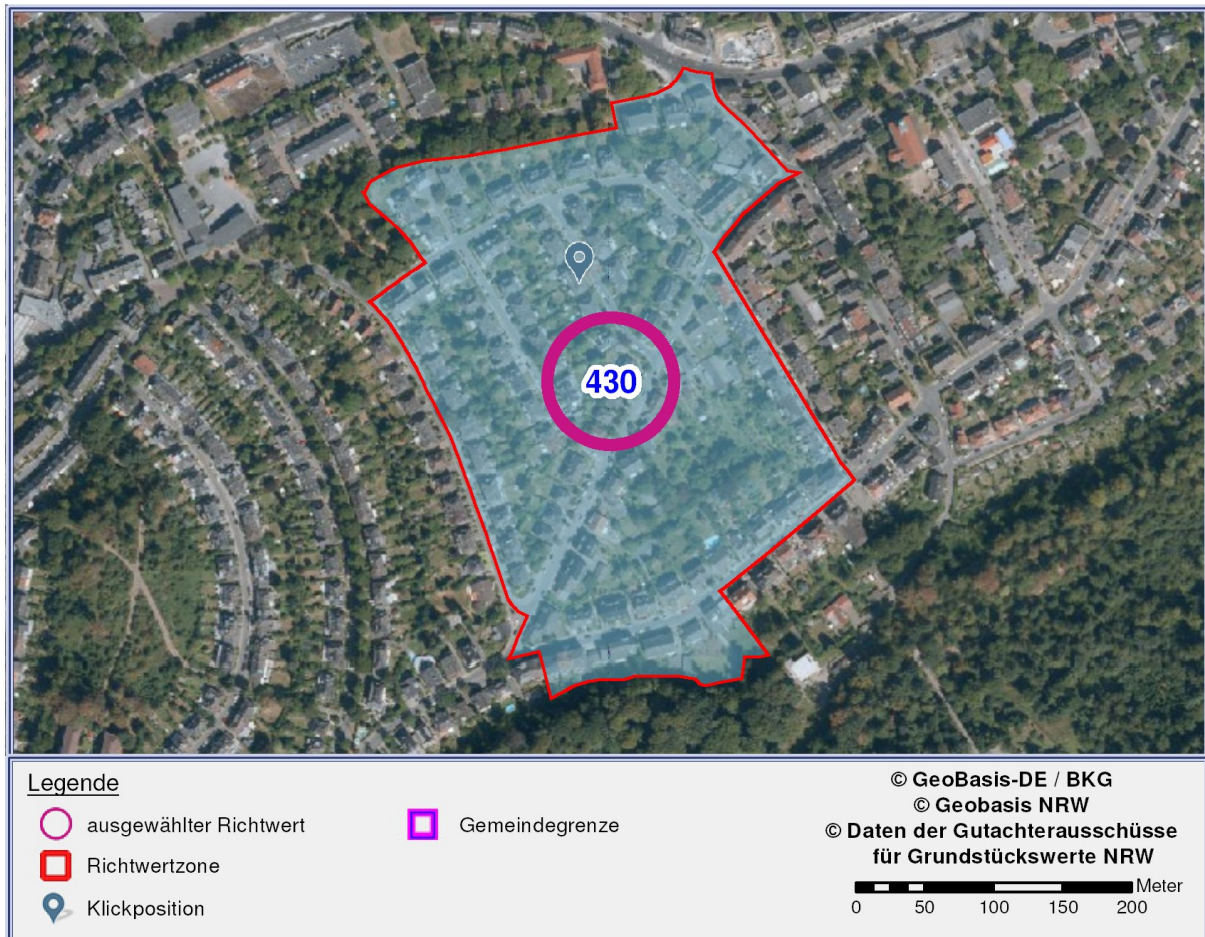 430
Legende
ausgewählter Richtwert
Gemeindegrenze
Richtwertzone
Klickposition
© GeoBasis-DE / BKG
© Geobasis NRW
© Daten der Gutachterausschüsse
für Grundstückswerte NRW
Meter
0 50 100 150 200